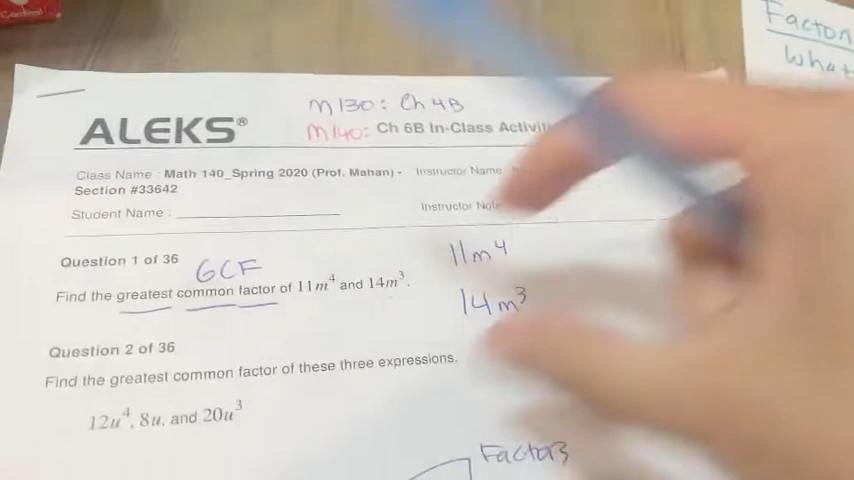 Cardinal
Factorin
What
M130: Ch 4B
ALEKS®
M140: Ch 6B In-Class Activiti
Class Name : Math 140_Spring 2020 (Prof. Mahan) - Instructor Name
Section #33642
Student Name : Instructor Note
Question 1 of 36
GCF
11m⁴
Find the greatest common factor of 11m⁴ and 14m³.
14m³
Question 2 of 36
Find the greatest common factor of these three expressions.
12u⁴, 8u, and 20u³
Factors